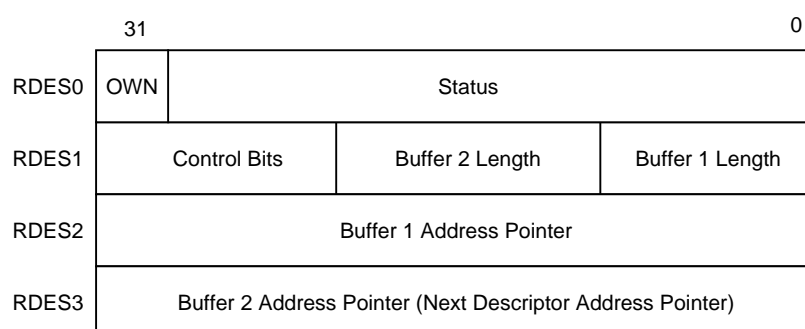 31 0
RDES0 OWN Status
RDES1 Control Bits Buffer 2 Length Buffer 1 Length
RDES2 Buffer 1 Address Pointer
RDES3 Buffer 2 Address Pointer (Next Descriptor Address Pointer)